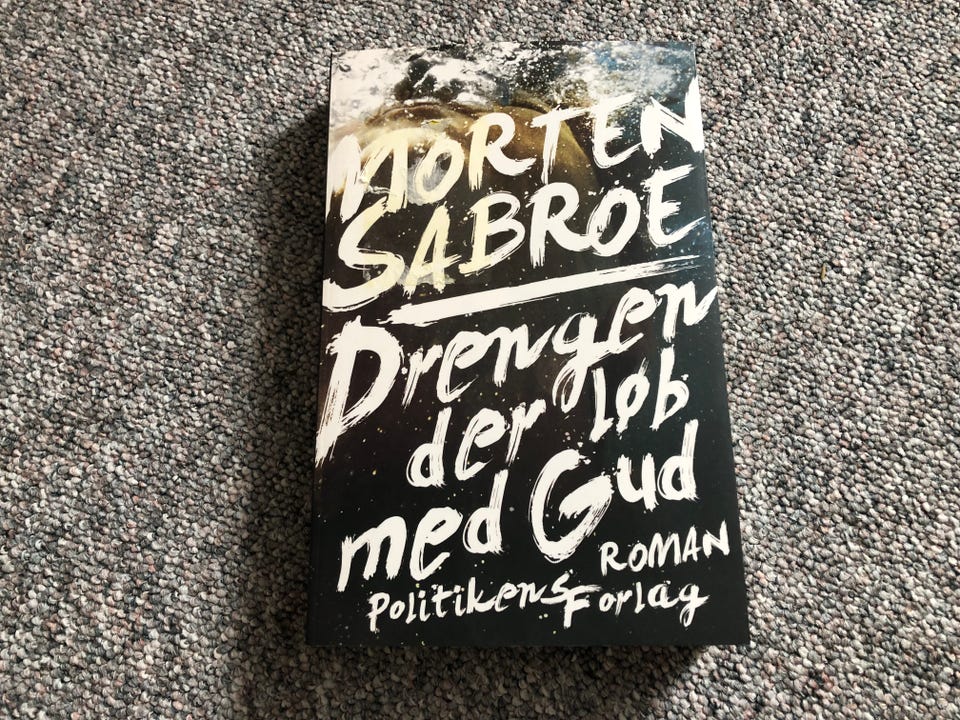 MORTEN
SABROE
Drengen
der løb
med Gud
ROMAN
Politikens Forlag